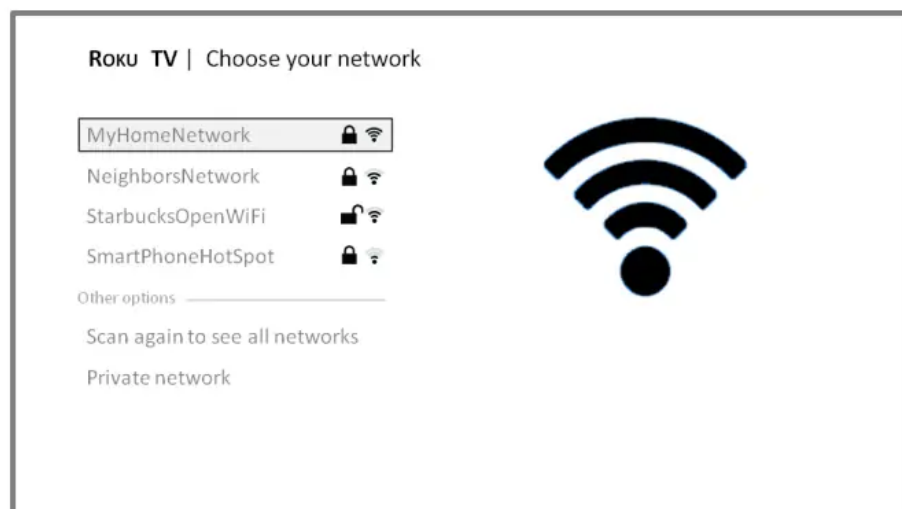 ROKU TV | Choose your network
MyHomeNetwork
NeighborsNetwork
StarbucksOpenWiFi
SmartPhoneHotSpot
Other options
Scan again to see all networks
Private network